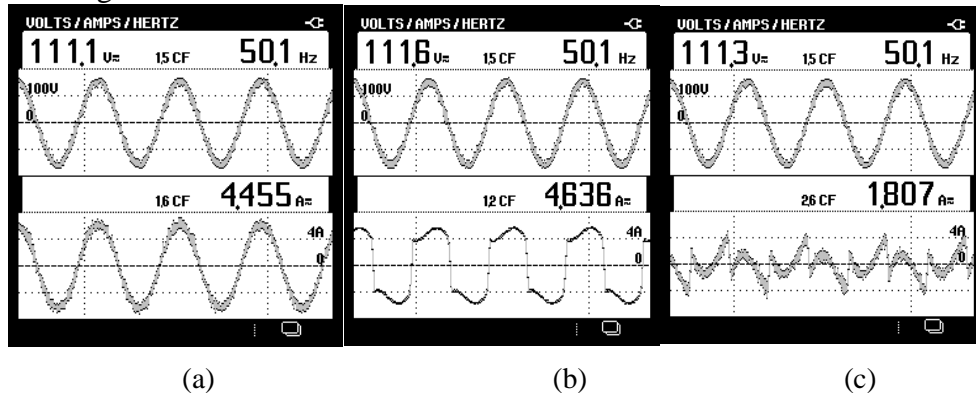 VOLTS / AMPS / HERTZ
111,1 V≂ 1,5 CF 50,1 Hz
100V
0
1,6 CF 4,455 A≂
4A
0
(a)
VOLTS / AMPS / HERTZ
111,6 V≂ 1,5 CF 50,1 Hz
100V
0
1,2 CF 4,636 A≂
4A
0
(b)
VOLTS / AMPS / HERTZ
111,3 V≂ 1,5 CF 50,1 Hz
100V
0
2,6 CF 1,807 A≂
4A
0
(c)